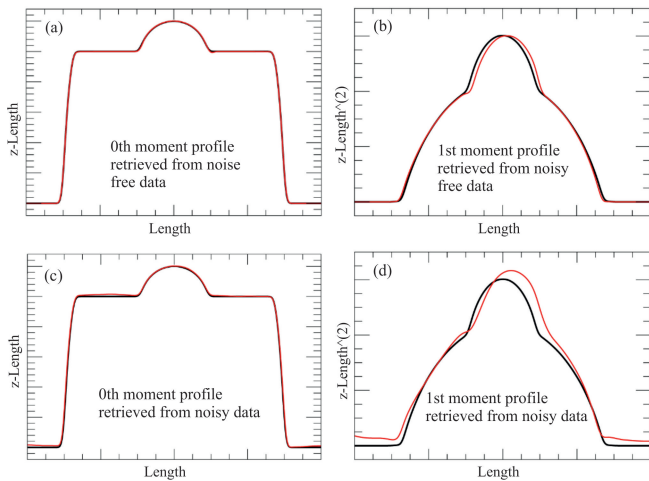 (a)
z-Length
0th moment profile
retrieved from noise
free data
Length
(b)
z-Length^(2)
1st moment profile
retrieved from noisy
free data
Length
(c)
z-Length
0th moment profile
retrieved from noisy data
Length
(d)
z-Length^(2)
1st moment profile
retrieved from noisy data
Length